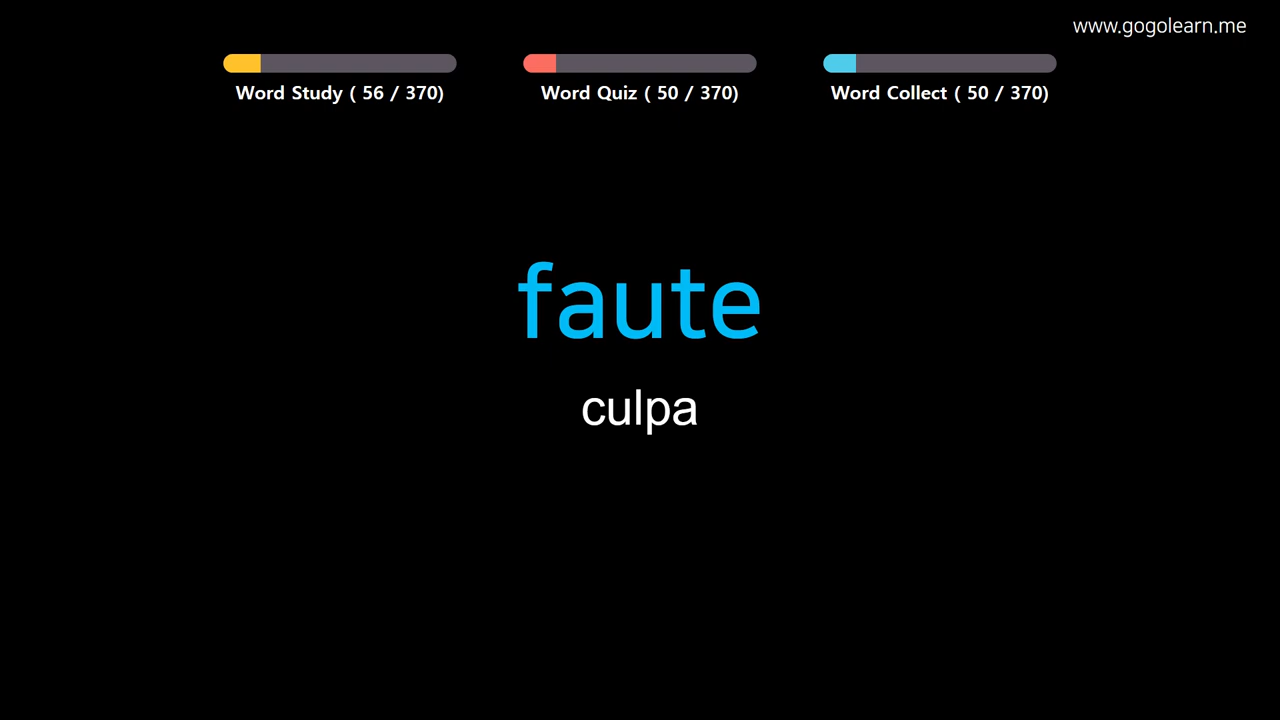 www.gogolearn.me
Word Study ( 56 / 370)
Word Quiz ( 50 / 370)
Word Collect ( 50 / 370)
faute
culpa